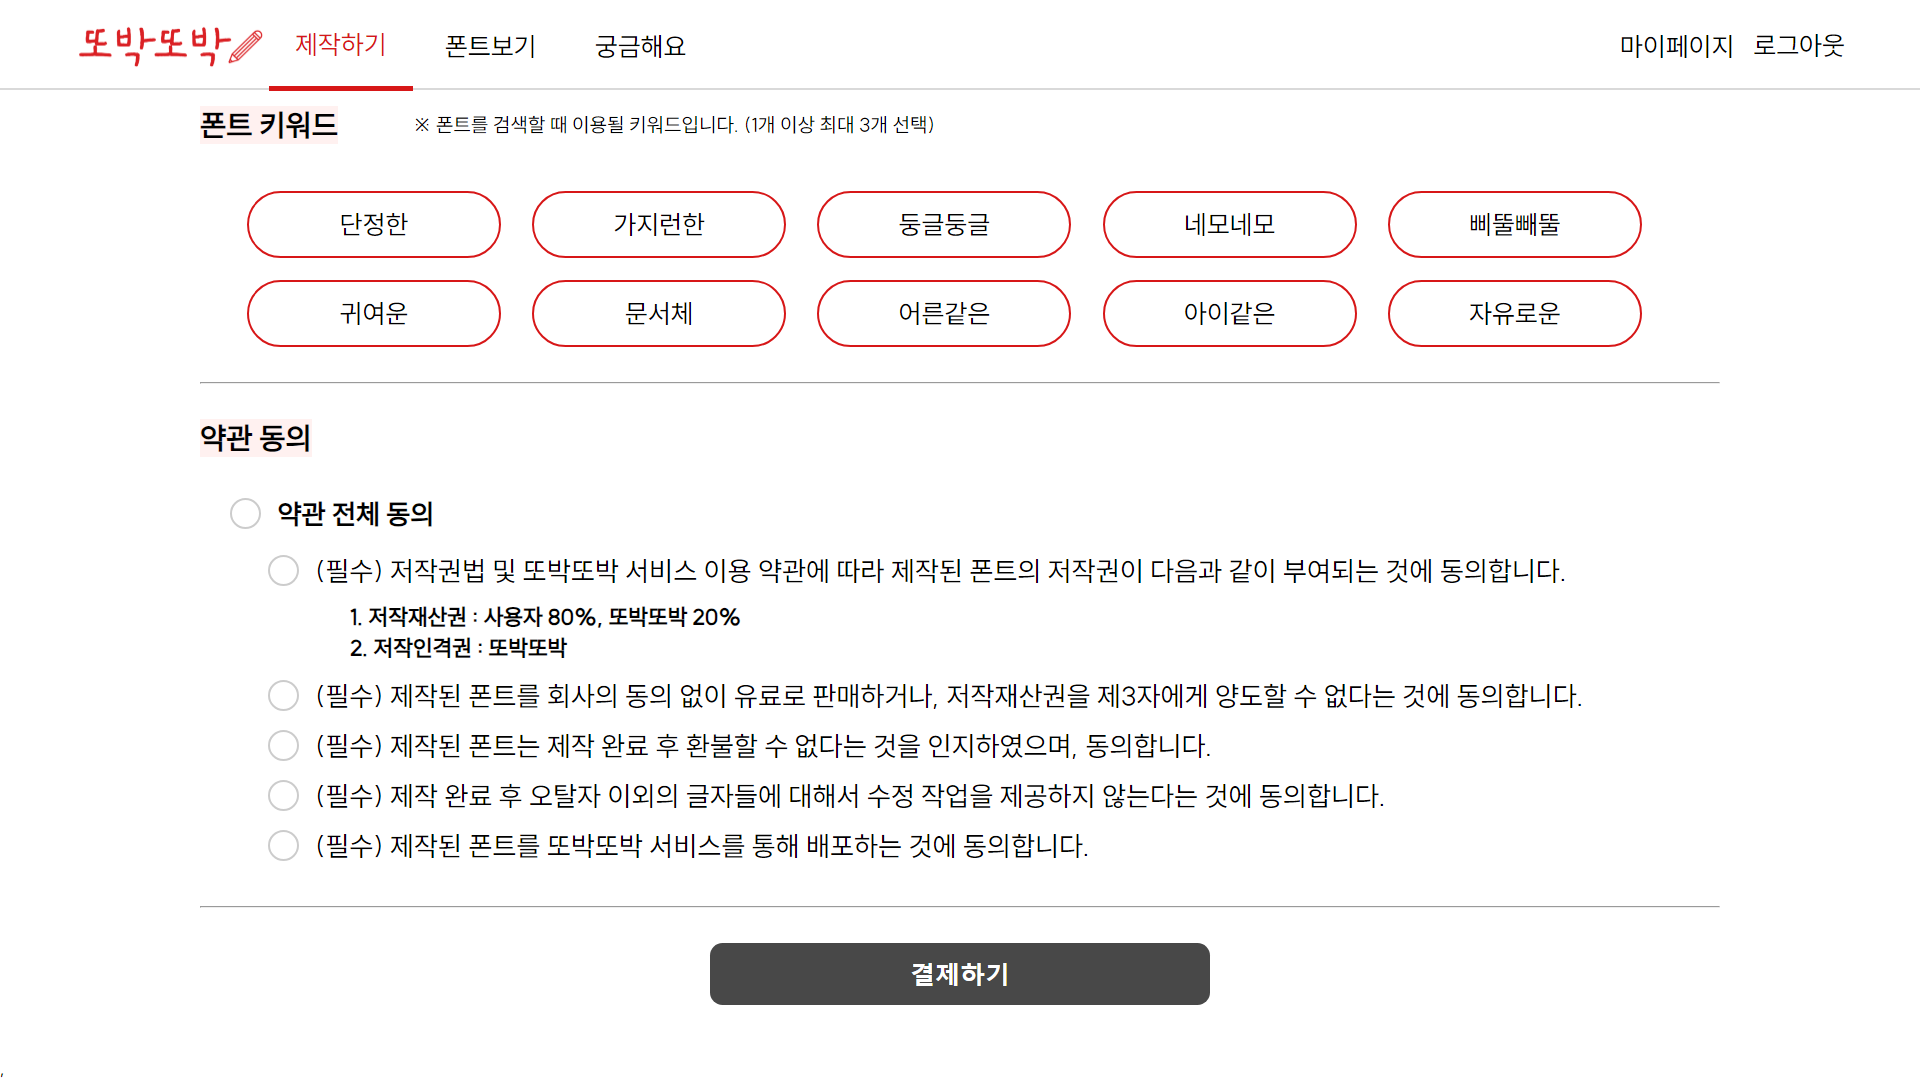 또박또박 제작하기 폰트보기 궁금해요 마이페이지 로그아웃
폰트 키워드 ※ 폰트를 검색할 때 이용될 키워드입니다. (1개 이상 최대 3개 선택)
단정한 가지런한 둥글둥글 네모네모 삐뚤빼뚤
귀여운 문서체 어른같은 아이같은 자유로운
약관 동의
약관 전체 동의
(필수) 저작권법 및 또박또박 서비스 이용 약관에 따라 제작된 폰트의 저작권이 다음과 같이 부여되는 것에 동의합니다.
1. 저작재산권 : 사용자 80%, 또박또박 20%
2. 저작인격권 : 또박또박
(필수) 제작된 폰트를 회사의 동의 없이 유료로 판매하거나, 저작재산권을 제3자에게 양도할 수 없다는 것에 동의합니다.
(필수) 제작된 폰트는 제작 완료 후 환불할 수 없다는 것을 인지하였으며, 동의합니다.
(필수) 제작 완료 후 오탈자 이외의 글자들에 대해서 수정 작업을 제공하지 않는다는 것에 동의합니다.
(필수) 제작된 폰트를 또박또박 서비스를 통해 배포하는 것에 동의합니다.
결제하기
,